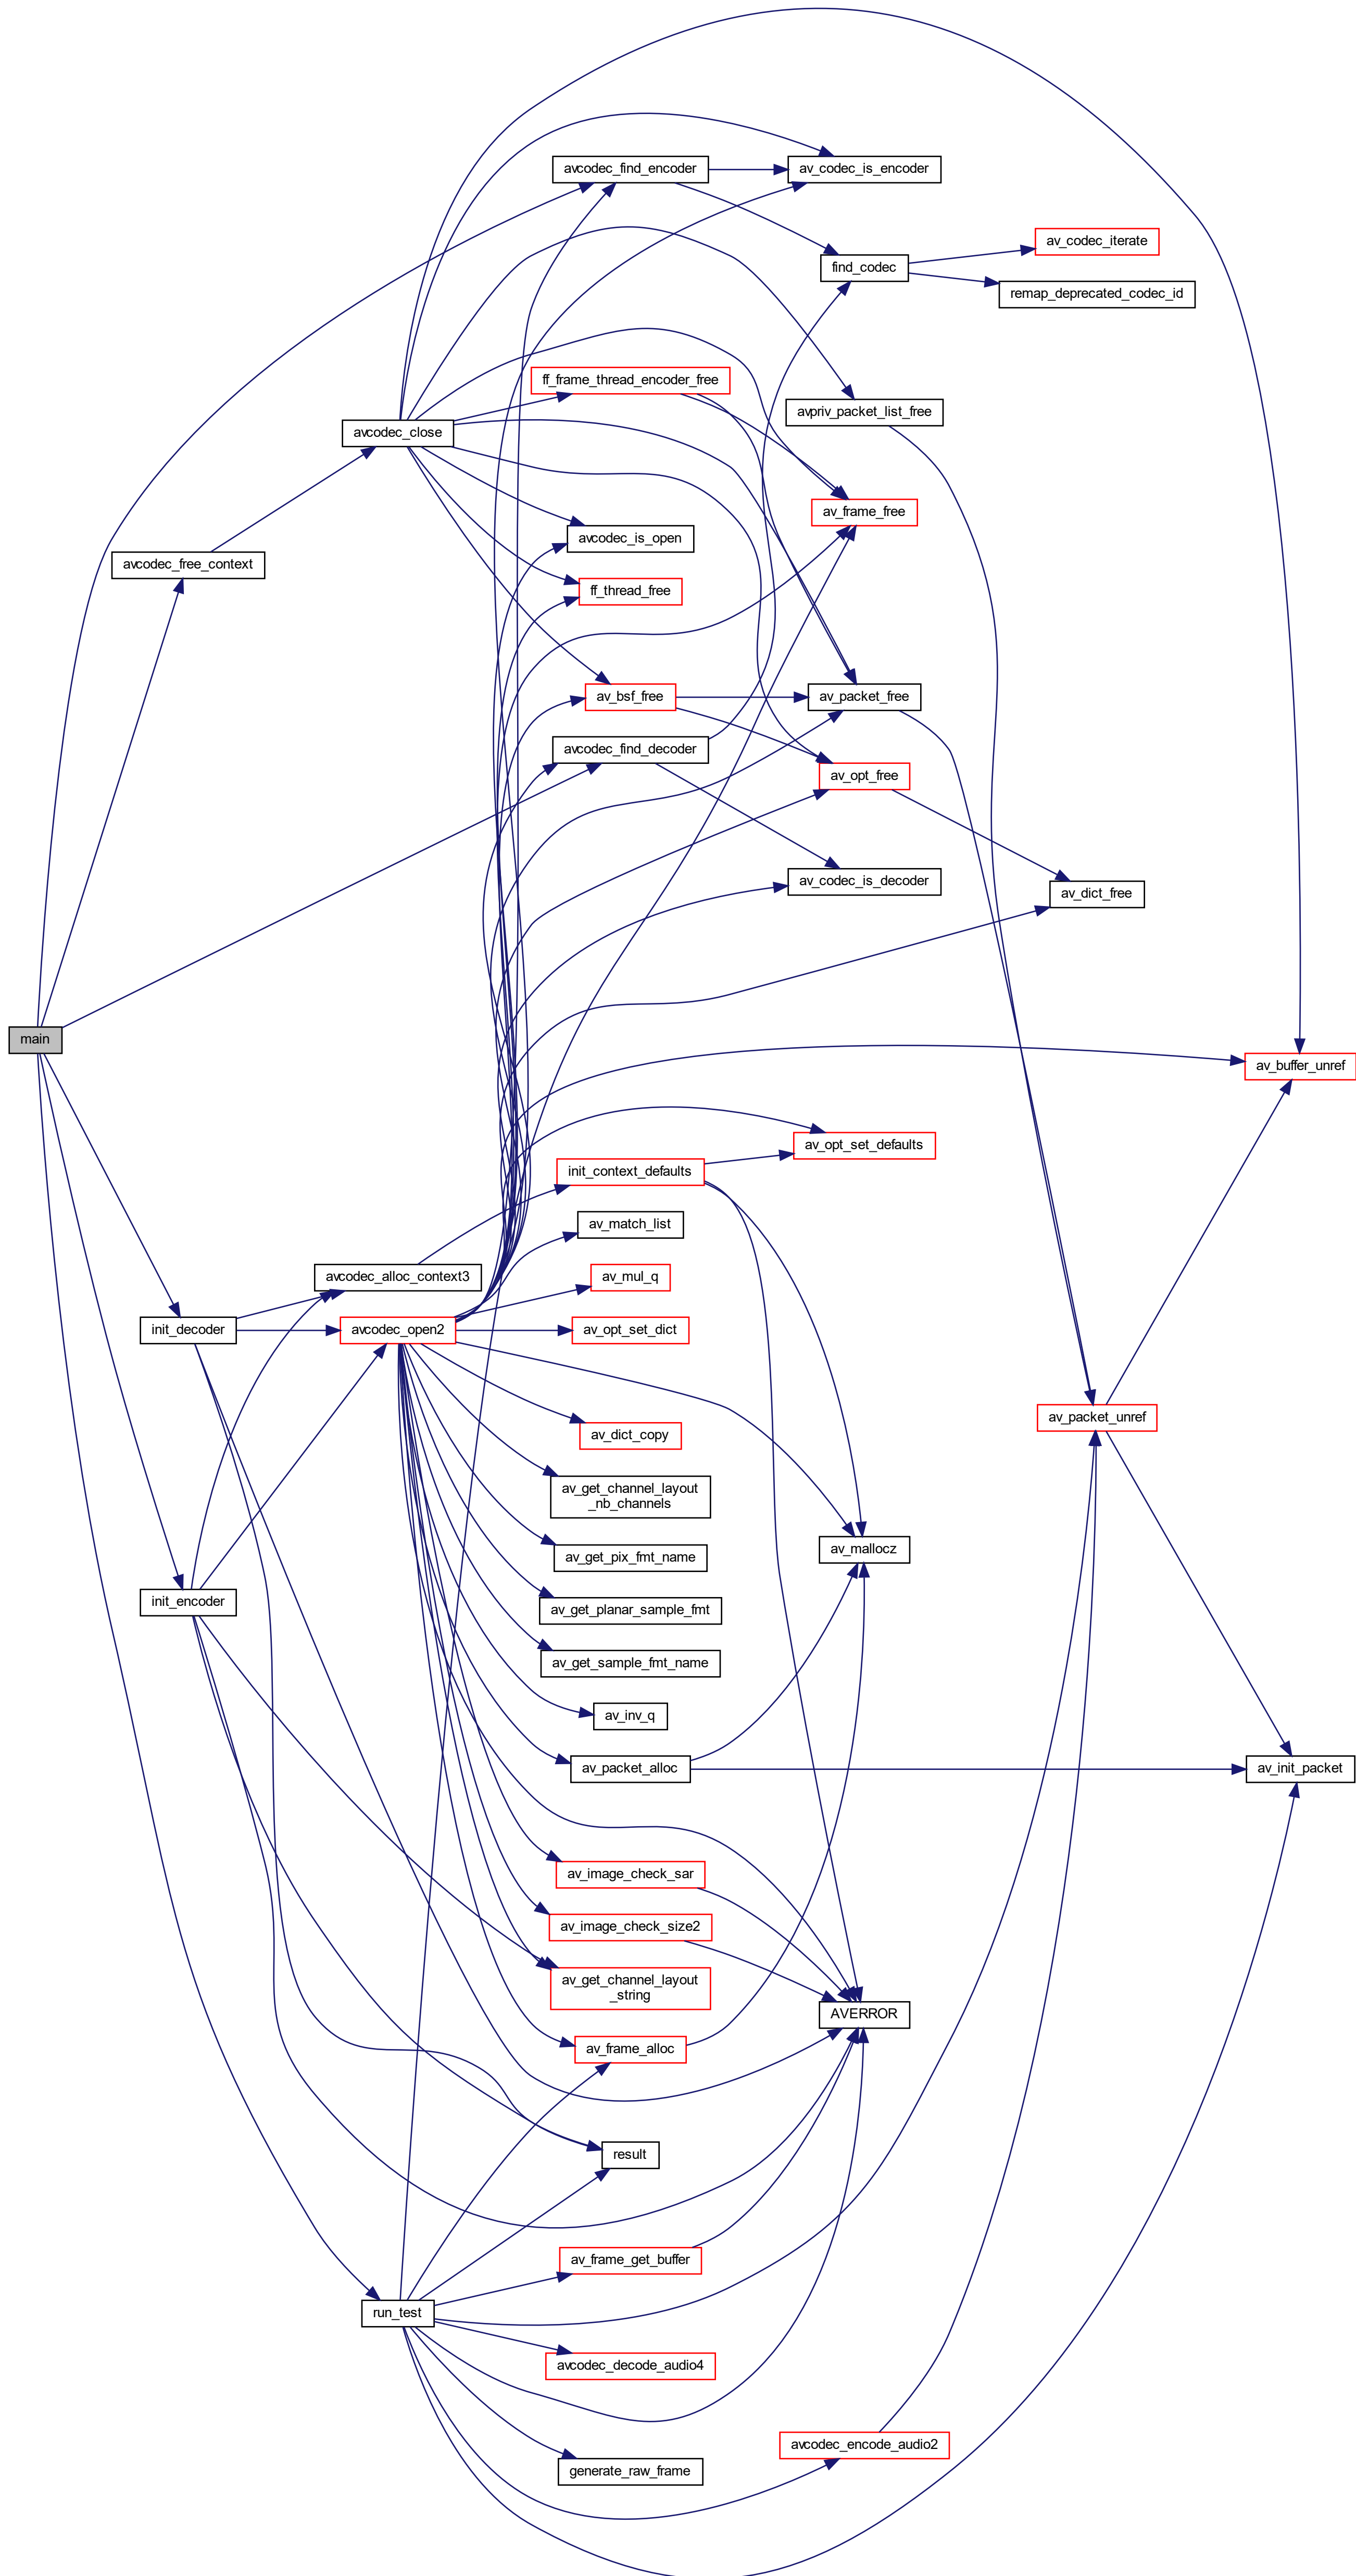 avcodec_find_encoder
av_codec_is_encoder
av_codec_iterate
find_codec
remap_deprecated_codec_id
ff_frame_thread_encoder_free
avpriv_packet_list_free
avcodec_close
av_frame_free
avcodec_is_open
avcodec_free_context
ff_thread_free
av_bsf_free
av_packet_free
avcodec_find_decoder
av_opt_free
av_codec_is_decoder
av_dict_free
main
av_buffer_unref
av_opt_set_defaults
init_context_defaults
av_match_list
avcodec_alloc_context3
av_mul_q
init_decoder
avcodec_open2
av_opt_set_dict
av_packet_unref
av_dict_copy
av_get_channel_layout
_nb_channels
av_mallocz
av_get_pix_fmt_name
init_encoder
av_get_planar_sample_fmt
av_get_sample_fmt_name
av_inv_q
av_packet_alloc
av_init_packet
av_image_check_sar
av_image_check_size2
av_get_channel_layout
_string
AVERROR
av_frame_alloc
result
av_frame_get_buffer
run_test
avcodec_decode_audio4
avcodec_encode_audio2
generate_raw_frame